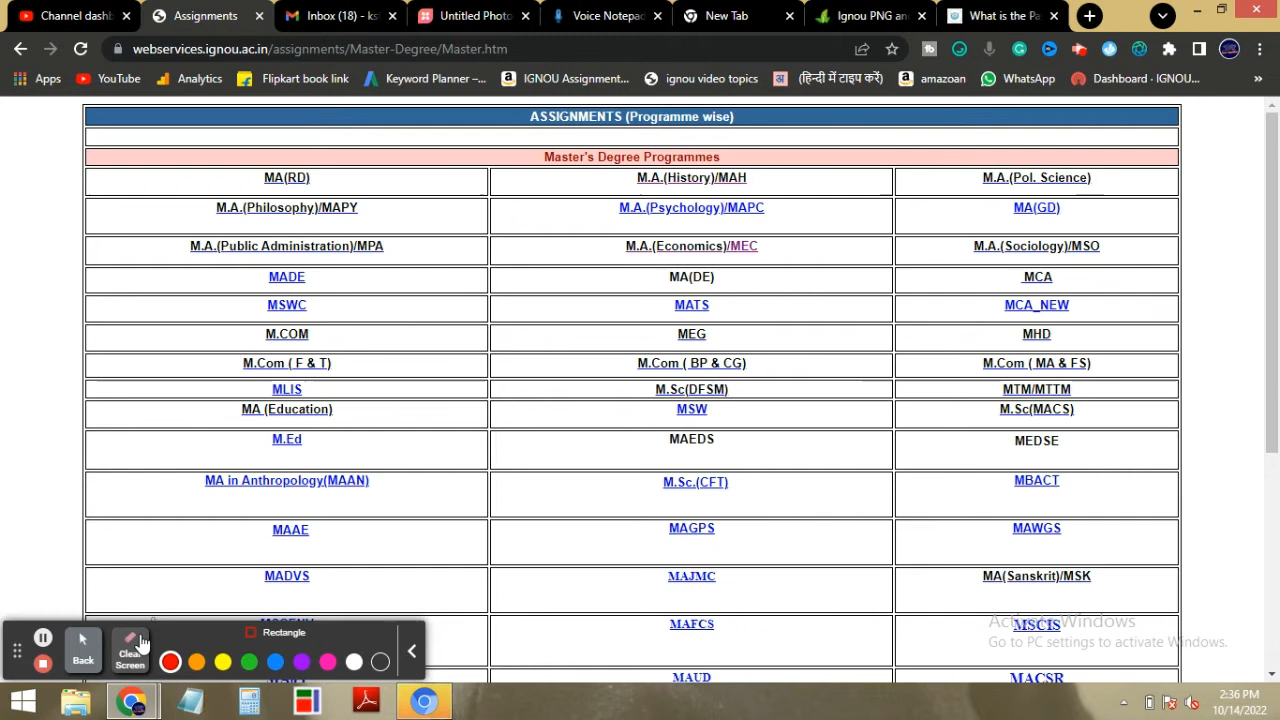 Channel dashb
Assignments
Inbox (18) - ks
Untitled Photo
Voice Notepad
New Tab
Ignou PNG an
What is the Pa
webservices.ignou.ac.in/assignments/Master-Degree/Master.htm
Apps
YouTube
Analytics
Flipkart book link
Keyword Planner –...
IGNOU Assignment...
ignou video topics
अ
(हिन्दी में टाइप करें)
amazoan
WhatsApp
Dashboard - IGNOU...
»
ASSIGNMENTS (Programme wise)
Master's Degree Programmes
MA(RD) M.A.(History)/MAH M.A.(Pol. Science)
M.A.(Philosophy)/MAPY M.A.(Psychology)/MAPC MA(GD)
M.A.(Public Administration)/MPA M.A.(Economics)/MEC M.A.(Sociology)/MSO
MADE MA(DE) MCA
MSWC MATS MCA_NEW
M.COM MEG MHD
M.Com ( F & T) M.Com ( BP & CG) M.Com ( MA & FS)
MLIS M.Sc(DFSM) MTM/MTTM
MA (Education) MSW M.Sc(MACS)
M.Ed MAEDS MEDSE
MA in Anthropology(MAAN) M.Sc.(CFT) MBACT
MAAE MAGPS MAWGS
MADVS MAJMC MA(Sanskrit)/MSK
MAFCS MSCIS
MAUD MACSR
Activate Windows
Go to PC settings to activate Windows.
Back
Clear
Screen
Rectangle
2:36 PM
10/14/2022